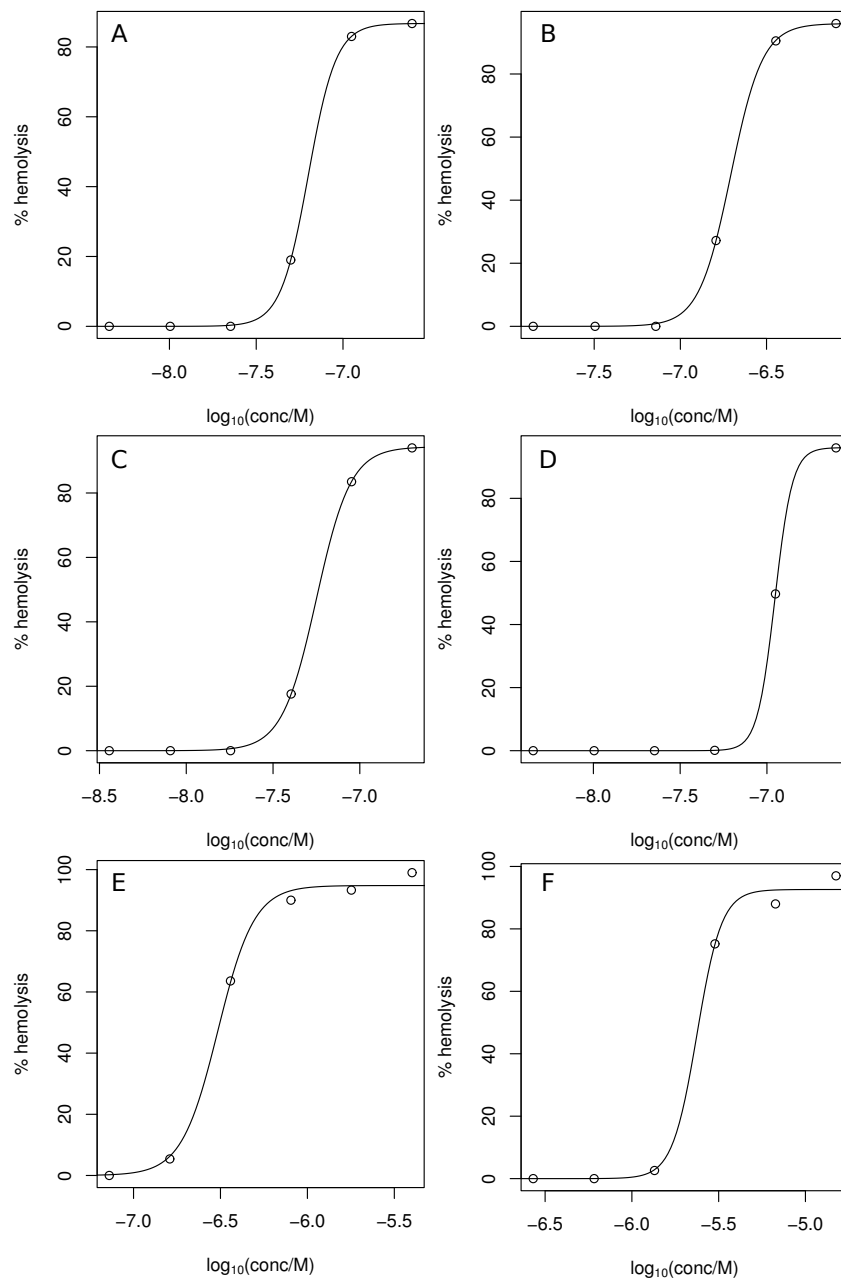 A
% hemolysis
0 20 40 60 80
−8.0 −7.5 −7.0
log10(conc/M)
B
% hemolysis
0 20 40 60 80
−7.5 −7.0 −6.5
log10(conc/M)
C
% hemolysis
0 20 40 60 80
−8.5 −8.0 −7.5 −7.0
log10(conc/M)
D
% hemolysis
0 20 40 60 80
−8.0 −7.5 −7.0
log10(conc/M)
E
% hemolysis
0 20 40 60 80 100
−7.0 −6.5 −6.0 −5.5
log10(conc/M)
F
% hemolysis
0 20 40 60 80 100
−6.5 −6.0 −5.5 −5.0
log10(conc/M)